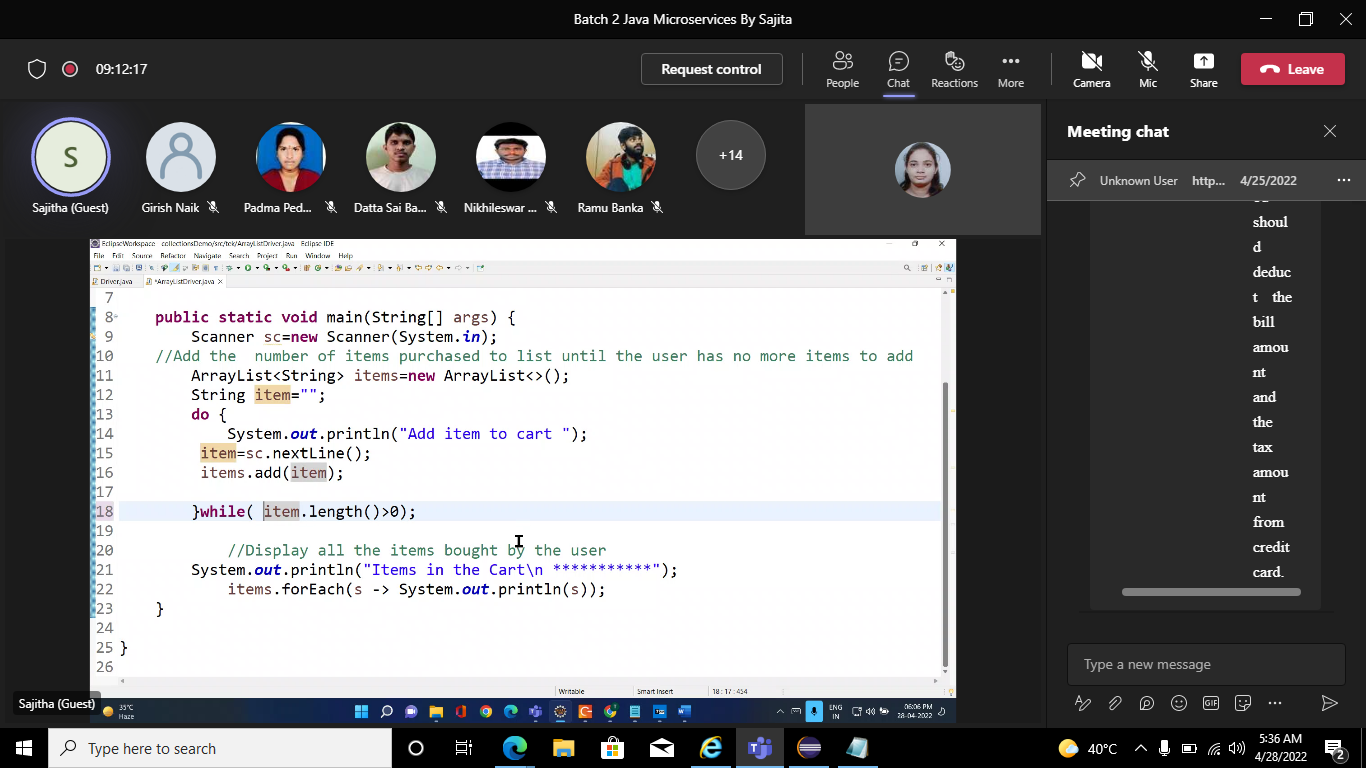 Batch 2 Java Microservices By Sajita
09:12:17
Request control
People
Chat
Reactions
More
Camera
Mic
Share
Leave
S
+14
Sajitha (Guest)
Girish Naik
Padma Ped...
Datta Sai Ba...
Nikhileswar ...
Ramu Banka
Meeting chat
Unknown User http... 4/25/2022
shoul
d
deduc
t the
bill
amou
nt
and
the
tax
amou
nt
from
credit
card.
Type a new message
GIF
EclipseWorkspace - collectionsDemo/src/tek/ArrayListDriver.java - Eclipse IDE
File Edit Source Refactor Navigate Search Project Run Window Help
Driver.java *ArrayListDriver.java
7
8 public static void main(String[] args) {
9 Scanner sc=new Scanner(System.in);
10 //Add the number of items purchased to list until the user has no more items to add
11 ArrayList<String> items=new ArrayList<>();
12 String item="";
13 do {
14 System.out.println("Add item to cart ");
15 item=sc.nextLine();
16 items.add(item);
17
18 }while( item.length()>0);
19
20 //Display all the items bought by the user
21 System.out.println("Items in the Cart\n ***********");
22 items.forEach(s -> System.out.println(s));
23 }
24
25 }
26
Writable Smart Insert 18 : 17 : 454
Sajitha (Guest)
35°C
Haze
ENG
IN
06:06 PM
28-04-2022
Type here to search
40°C
5:36 AM
4/28/2022
2